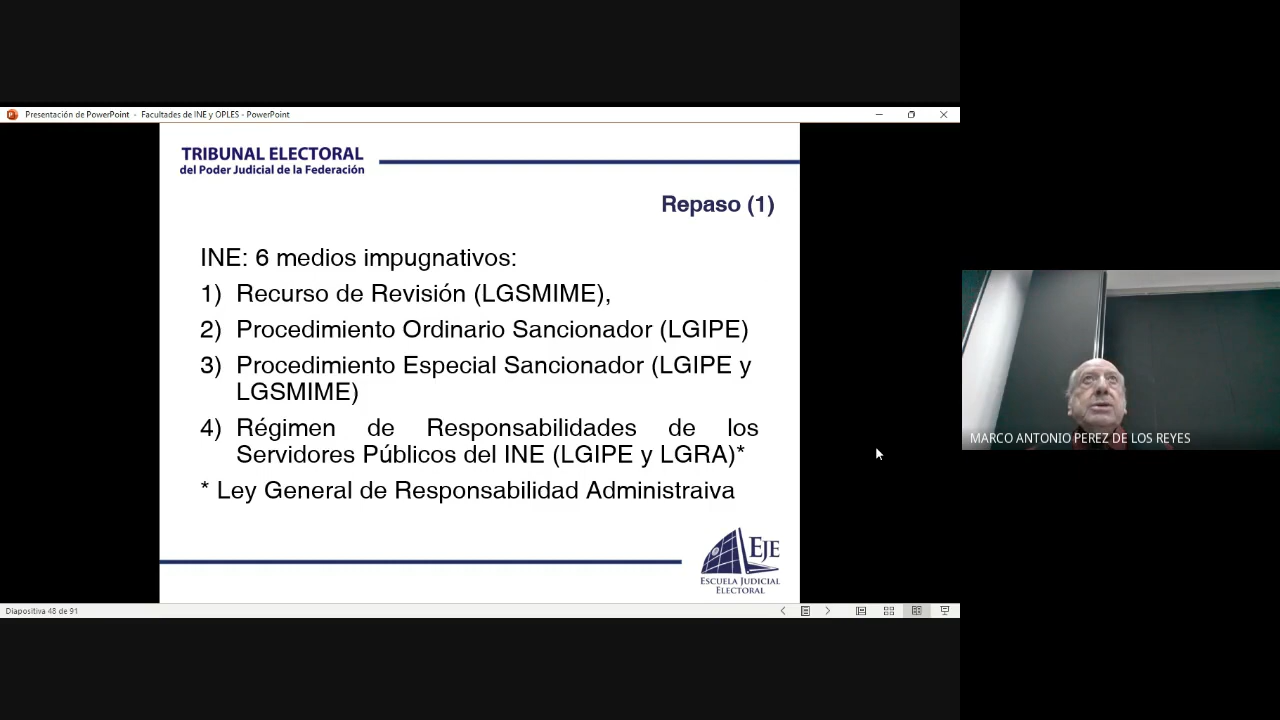 Presentación de PowerPoint - Facultades de INE y OPLES - PowerPoint
TRIBUNAL ELECTORAL
del Poder Judicial de la Federación
Repaso (1)
INE: 6 medios impugnativos:
1) Recurso de Revisión (LGSMIME),
2) Procedimiento Ordinario Sancionador (LGIPE)
3) Procedimiento Especial Sancionador (LGIPE y
LGSMIME)
4) Régimen de Responsabilidades de los
Servidores Públicos del INE (LGIPE y LGRA)*
* Ley General de Responsabilidad Administraiva
EJE
ESCUELA JUDICIAL
ELECTORAL
Diapositiva 48 de 91
MARCO ANTONIO PEREZ DE LOS REYES